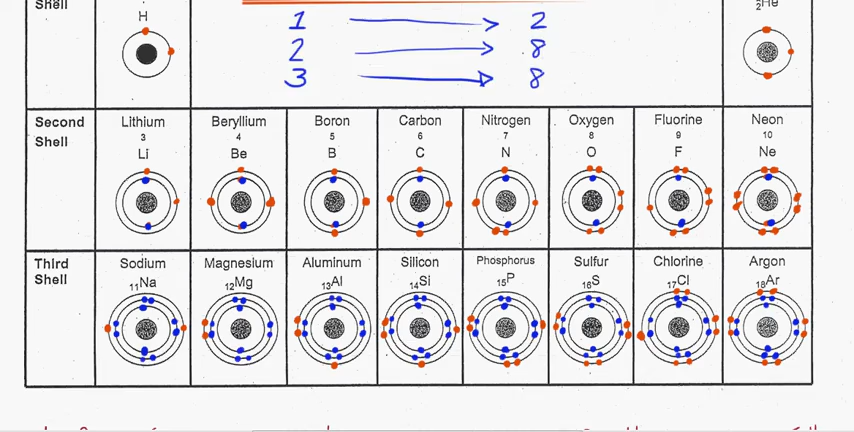 Shell H ₂He
1 → 2
2 → 8
3 → 8
Second Lithium Beryllium Boron Carbon Nitrogen Oxygen Fluorine Neon
Shell 3 4 5 6 7 8 9 10
Li Be B C N O F Ne
Third Sodium Magnesium Aluminum Silicon Phosphorus Sulfur Chlorine Argon
Shell ₁₁Na ₁₂Mg ₁₃Al ₁₄Si ₁₅P ₁₆S ₁₇Cl ₁₈Ar